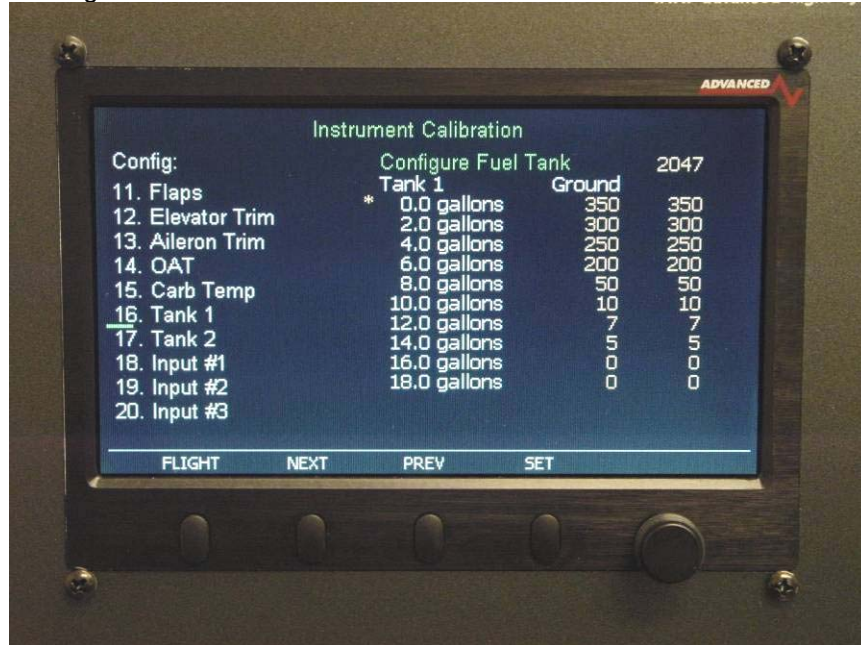 ADVANCED
Instrument Calibration
Config:
11. Flaps
12. Elevator Trim
13. Aileron Trim
14. OAT
15. Carb Temp
16. Tank 1
17. Tank 2
18. Input #1
19. Input #2
20. Input #3
Configure Fuel Tank 2047
Tank 1 Ground
* 0.0 gallons 350 350
2.0 gallons 300 300
4.0 gallons 250 250
6.0 gallons 200 200
8.0 gallons 50 50
10.0 gallons 10 10
12.0 gallons 7 7
14.0 gallons 5 5
16.0 gallons 0 0
18.0 gallons 0 0
FLIGHT NEXT PREV SET